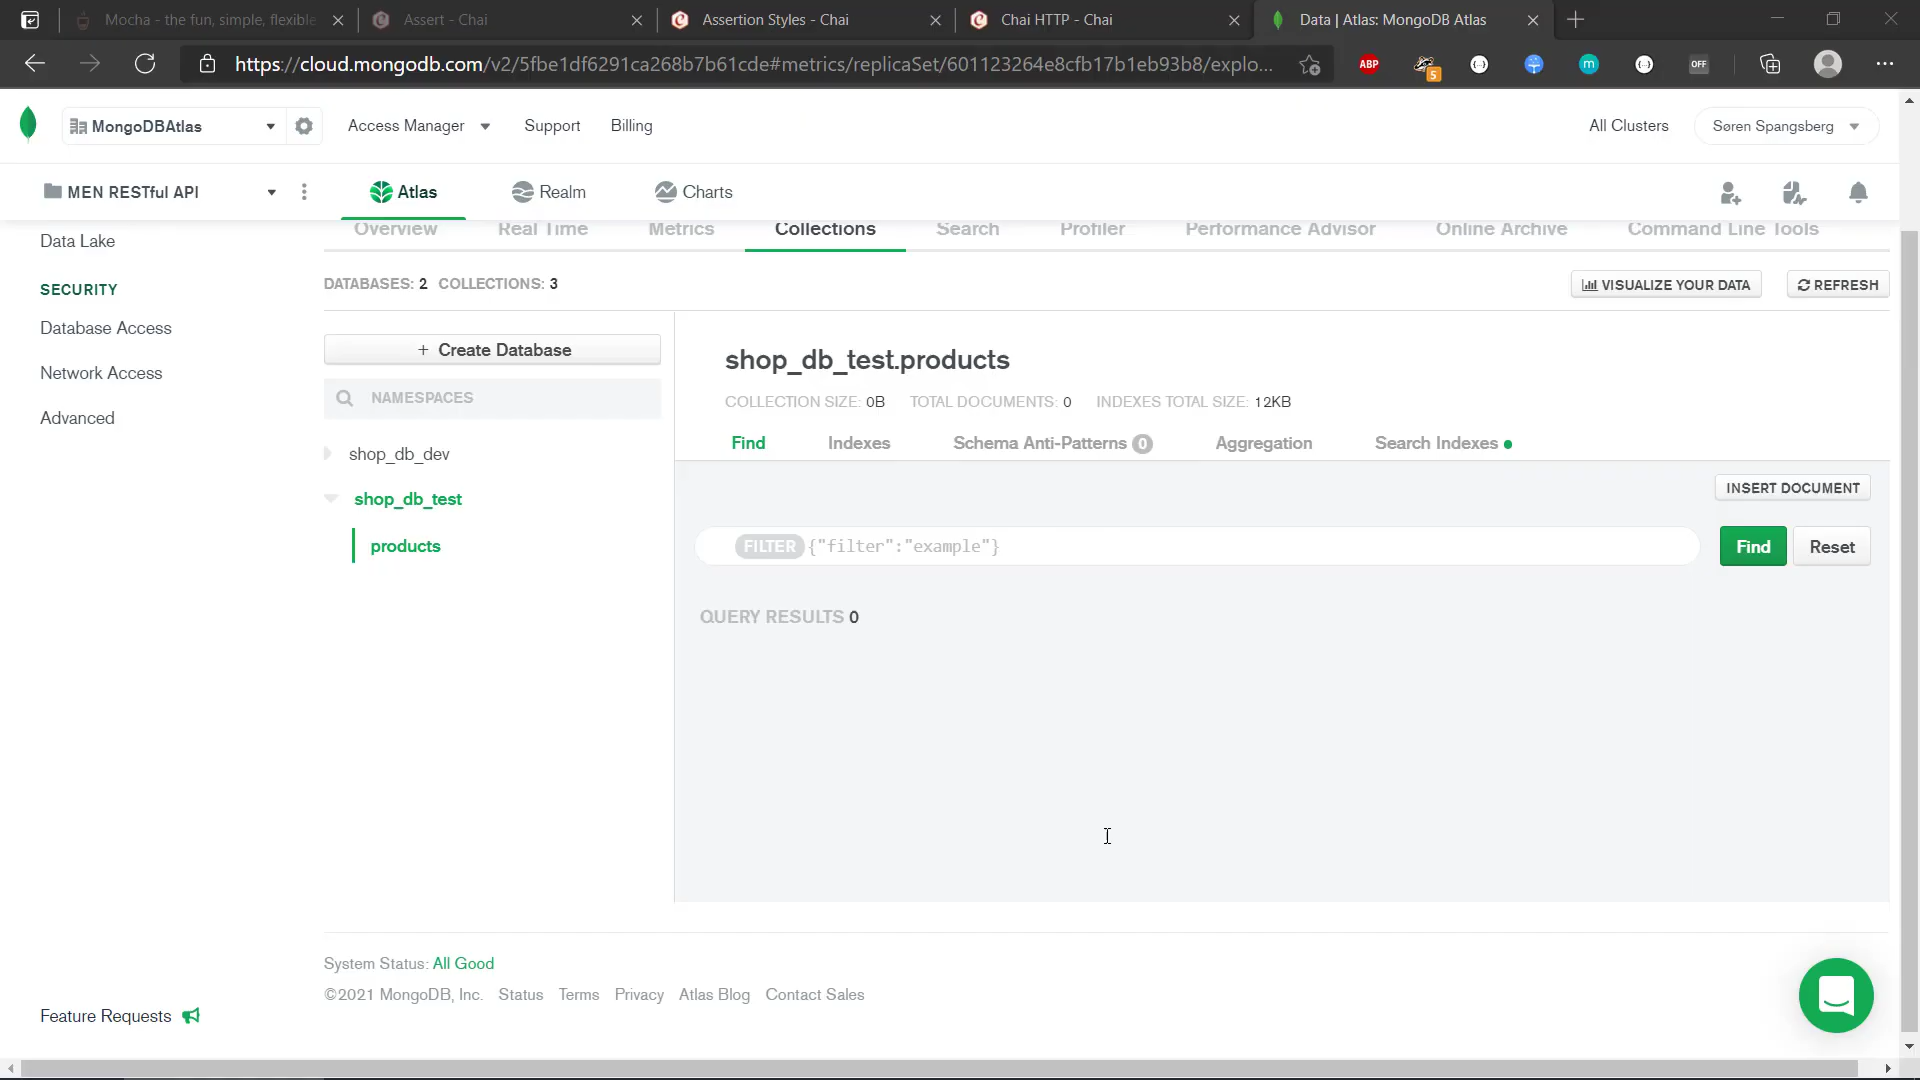 Mocha - the fun, simple, flexible
Assert - Chai
Assertion Styles - Chai
Chai HTTP - Chai
Data | Atlas: MongoDB Atlas
https://cloud.mongodb.com/v2/5fbe1df6291ca268b7b61cde#metrics/replicaSet/601123264e8cfb17b1eb93b8/explo...
ABP
5
m
OFF
MongoDBAtlas
Access Manager
Support
Billing
All Clusters
Søren Spangsberg
MEN RESTful API
Atlas
Realm
Charts
Data Lake
Overview
Real Time
Metrics
Collections
Search
Profiler
Performance Advisor
Online Archive
Command Line Tools
SECURITY
Database Access
Network Access
Advanced
DATABASES: 2 COLLECTIONS: 3
VISUALIZE YOUR DATA
REFRESH
+ Create Database
NAMESPACES
shop_db_dev
shop_db_test
products
shop_db_test.products
COLLECTION SIZE: 0B TOTAL DOCUMENTS: 0 INDEXES TOTAL SIZE: 12KB
Find
Indexes
Schema Anti-Patterns 0
Aggregation
Search Indexes
INSERT DOCUMENT
FILTER {"filter":"example"}
Find
Reset
QUERY RESULTS 0
System Status: All Good
©2021 MongoDB, Inc. Status Terms Privacy Atlas Blog Contact Sales
Feature Requests